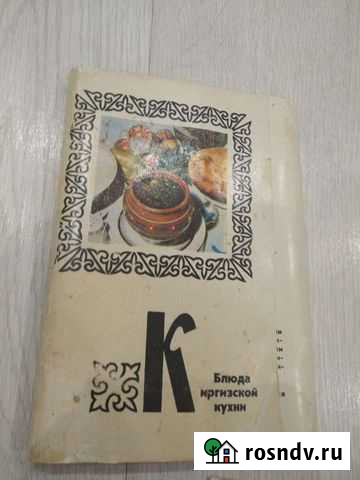 К
Блюда
иргизской
кухни
rosndv.ru